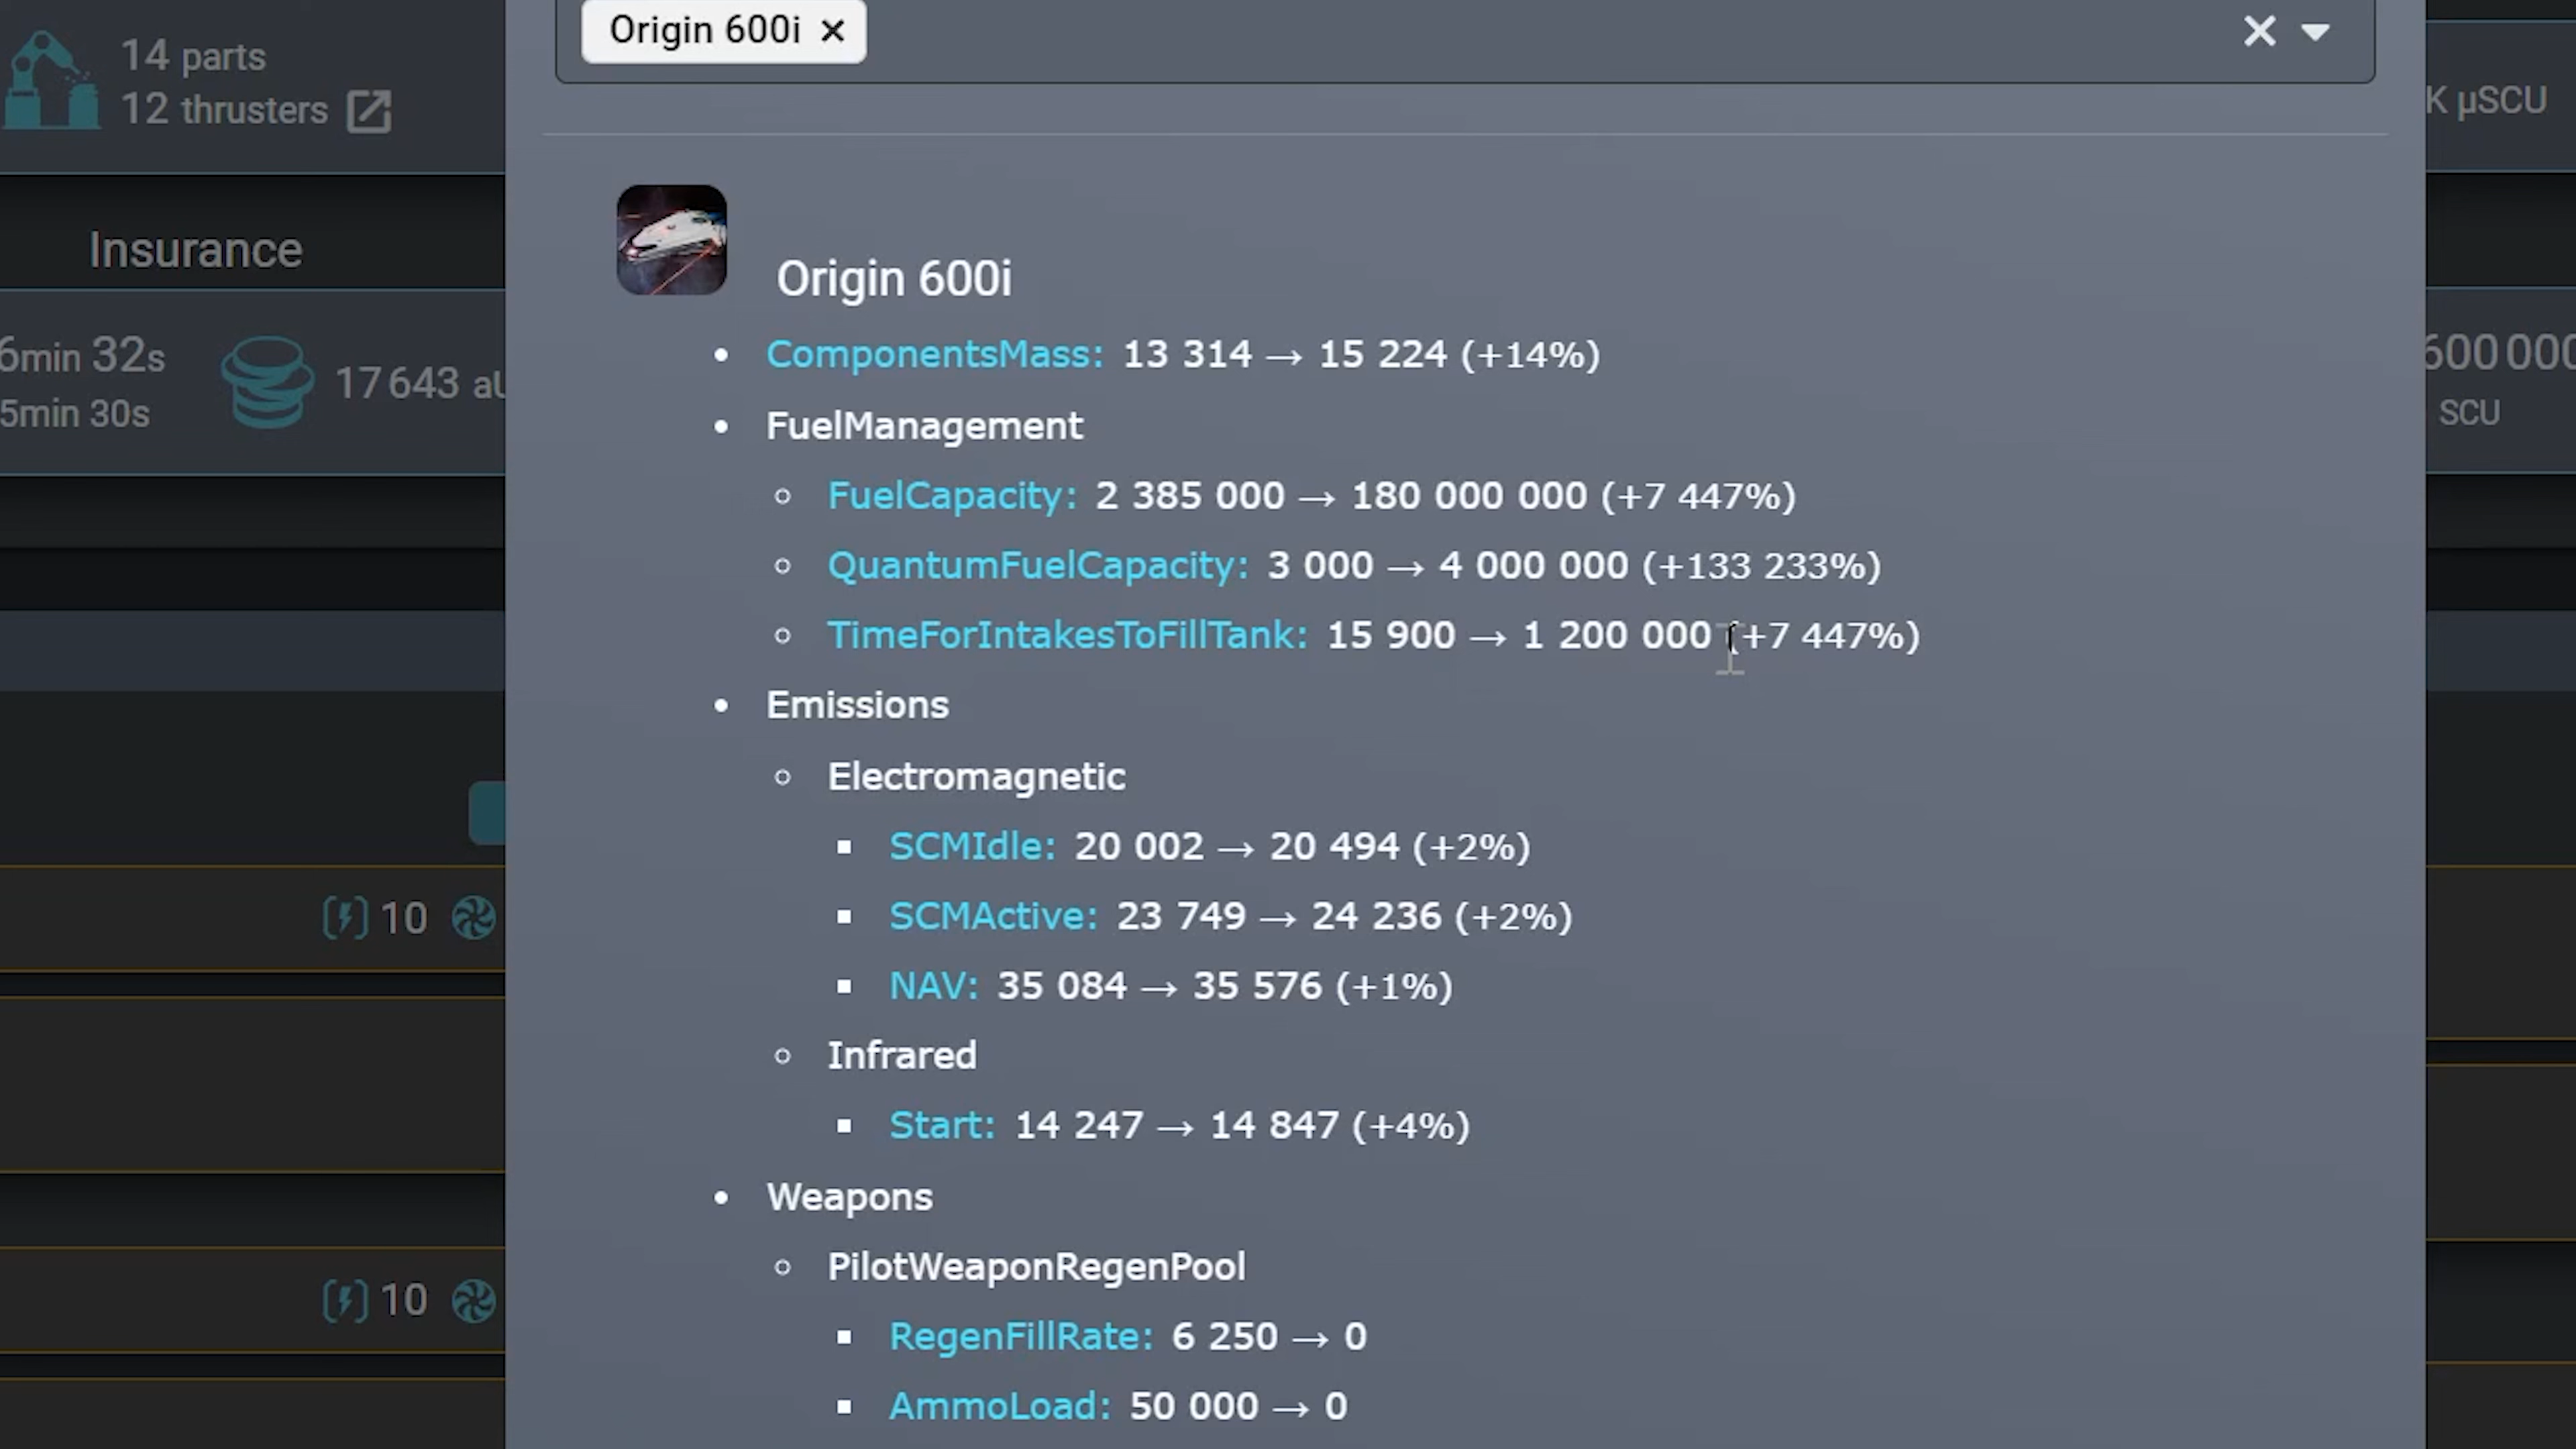 Origin 600i ×
14 parts
12 thrusters
K µSCU
Insurance
6min 32s
5min 30s
17 643 aU
600 000
SCU
Origin 600i
• ComponentsMass: 13 314 → 15 224 (+14%)
• FuelManagement
○ FuelCapacity: 2 385 000 → 180 000 000 (+7 447%)
○ QuantumFuelCapacity: 3 000 → 4 000 000 (+133 233%)
○ TimeForIntakesToFillTank: 15 900 → 1 200 000 (+7 447%)
• Emissions
○ Electromagnetic
▪ SCMIdle: 20 002 → 20 494 (+2%)
▪ SCMActive: 23 749 → 24 236 (+2%)
10
▪ NAV: 35 084 → 35 576 (+1%)
○ Infrared
▪ Start: 14 247 → 14 847 (+4%)
• Weapons
○ PilotWeaponRegenPool
10
▪ RegenFillRate: 6 250 → 0
▪ AmmoLoad: 50 000 → 0